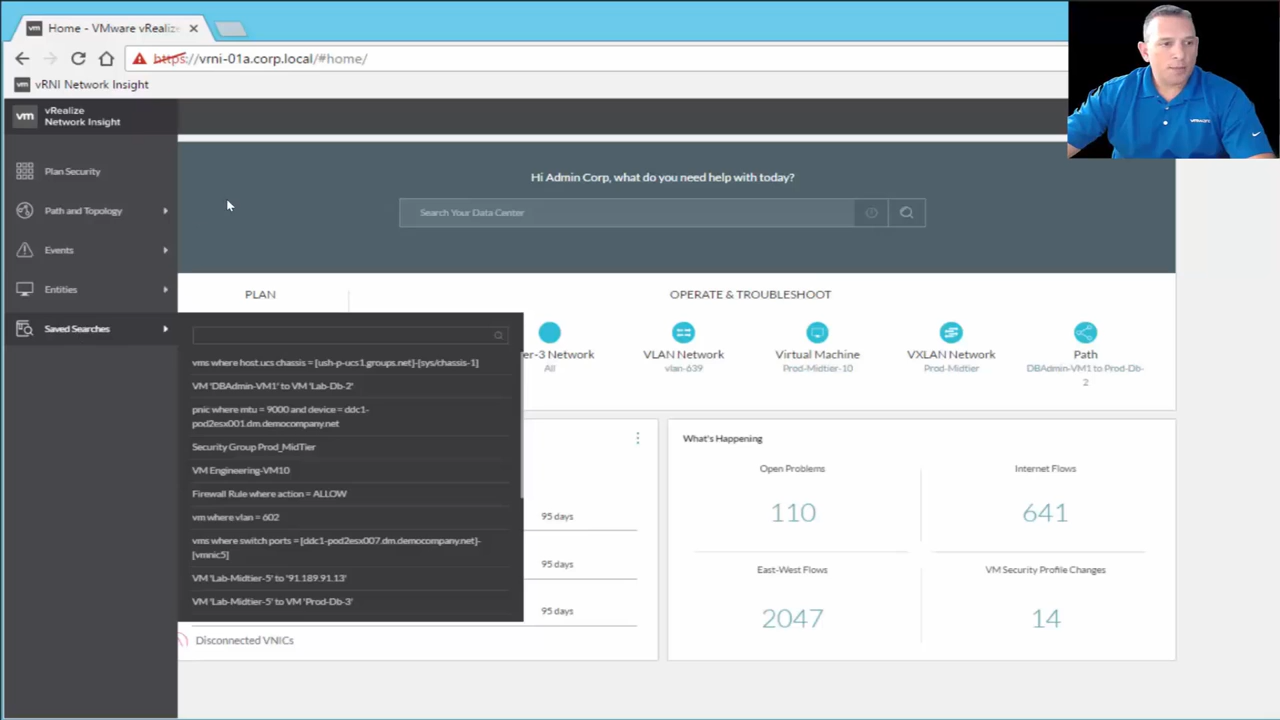 Home - VMware vRealize
https://vrni-01a.corp.local/#home/
vm vRNI Network Insight
vm vRealize
Network Insight
Plan Security
Path and Topology
Events
Entities
Saved Searches
Hi Admin Corp, what do you need help with today?
Search Your Data Center
PLAN
OPERATE & TROUBLESHOOT
er-3 Network
All
VLAN Network
vlan-639
Virtual Machine
Prod-Midtier-10
VXLAN Network
Prod-Midtier
Path
DBAdmin-VM1 to Prod-Db-
2
vms where host.ucs chassis = [ush-p-ucs1.groups.net]-[sys/chassis-1]
VM 'DBAdmin-VM1' to VM 'Lab-Db-2'
pnic where mtu = 9000 and device = ddc1-
pod2esx001.dm.democompany.net
Security Group Prod_MidTier
VM Engineering-VM10
Firewall Rule where action = ALLOW
vm where vlan = 602
vms where switch ports = [ddc1-pod2esx007.dm.democompany.net]-
[vmnic5]
VM 'Lab-Midtier-5' to '91.189.91.13'
VM 'Lab-Midtier-5' to VM 'Prod-Db-3'
95 days
95 days
95 days
Disconnected VNICs
What's Happening
Open Problems
110
Internet Flows
641
East-West Flows
2047
VM Security Profile Changes
14